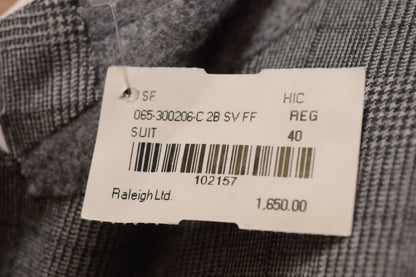 SF HIC
065-300206-C 2B SV FF REG
SUIT 40
102157
Raleigh Ltd. 1,650.00